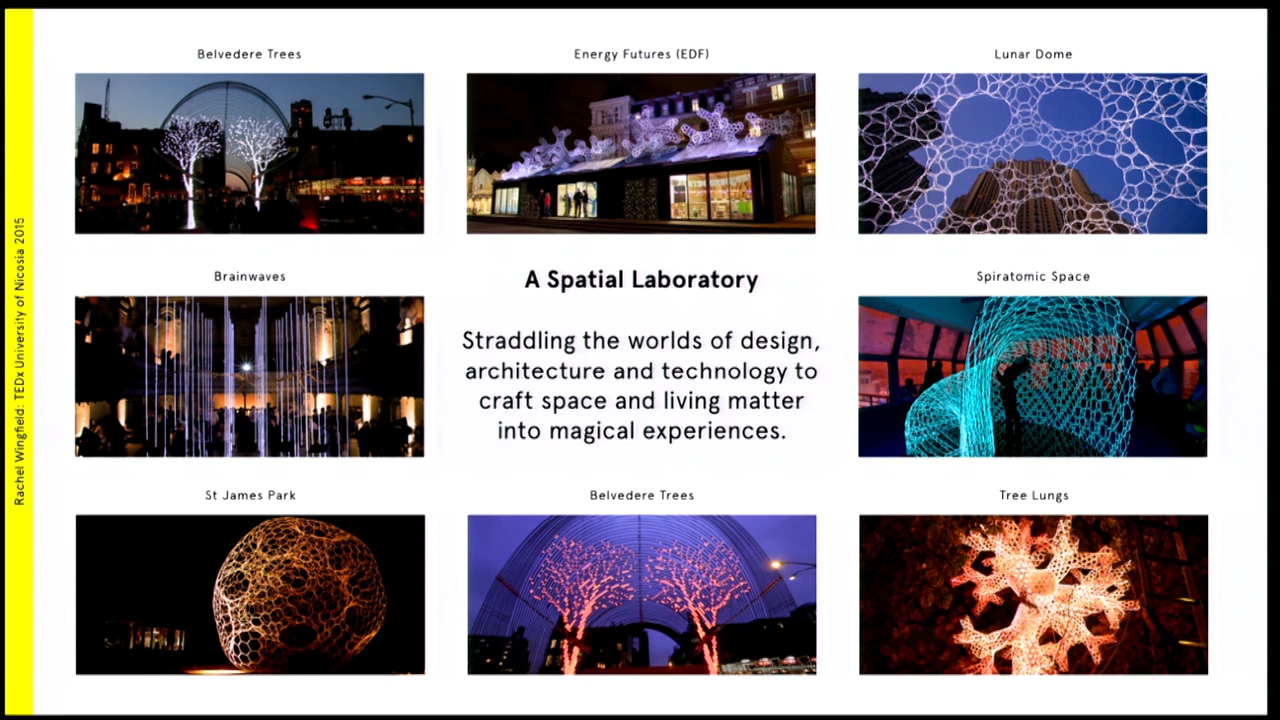 Rachel Wingfield: TEDx University of Nicosia 2015
Belvedere Trees
Energy Futures (EDF)
Lunar Dome
Brainwaves
A Spatial Laboratory
Straddling the worlds of design,
architecture and technology to
craft space and living matter
into magical experiences.
Spiratomic Space
St James Park
Belvedere Trees
Tree Lungs